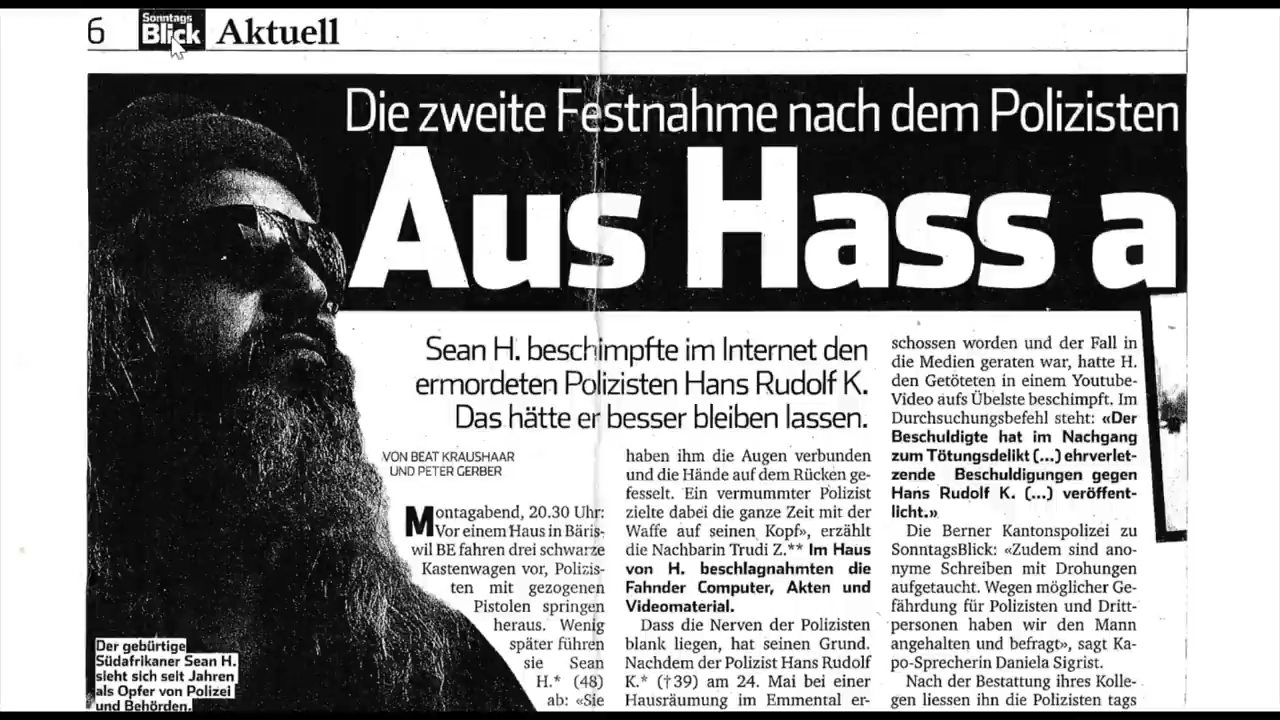 6
Sonntags
Blick
Aktuell
Die zweite Festnahme nach dem Polizisten
Aus Hass a
Sean H. beschimpfte im Internet den
ermordeten Polizisten Hans Rudolf K.
Das hätte er besser bleiben lassen.
VON BEAT KRAUSHAAR
UND PETER GERBER
Montagabend, 20.30 Uhr:
Vor einem Haus in Bäris-
wil BE fahren drei schwarze
Kastenwagen vor, Polizis-
ten mit gezogenen
Pistolen springen
heraus. Wenig
später führen
sie Sean
H.* (48)
ab: «Sie
haben ihm die Augen verbunden
und die Hände auf dem Rücken ge-
fesselt. Ein vermummter Polizist
zielte dabei die ganze Zeit mit der
Waffe auf seinen Kopf», erzählt
die Nachbarin Trudi Z.** Im Haus
von H. beschlagnahmten die
Fahnder Computer, Akten und
Videomaterial.
Dass die Nerven der Polizisten
blank liegen, hat seinen Grund.
Nachdem der Polizist Hans Rudolf
K.* (†39) am 24. Mai bei einer
Hausräumung im Emmental er-
schossen worden und der Fall in
die Medien geraten war, hatte H.
den Getöteten in einem Youtube-
Video aufs Übelste beschimpft. Im
Durchsuchungsbefehl steht: «Der
Beschuldigte hat im Nachgang
zum Tötungsdelikt (...) ehrverlet-
zende Beschuldigungen gegen
Hans Rudolf K. (...) veröffent-
licht.»
Die Berner Kantonspolizei zu
SonntagsBlick: «Zudem sind ano-
nyme Schreiben mit Drohungen
aufgetaucht. Wegen möglicher Ge-
fährdung für Polizisten und Dritt-
personen haben wir den Mann
angehalten und befragt», sagt Ka-
po-Sprecherin Daniela Sigrist.
Nach der Bestattung ihres Kolle-
gen liessen ihn die Polizisten tags
Der gebürtige
Südafrikaner Sean H.
sieht sich seit Jahren
als Opfer von Polizei
und Behörden.